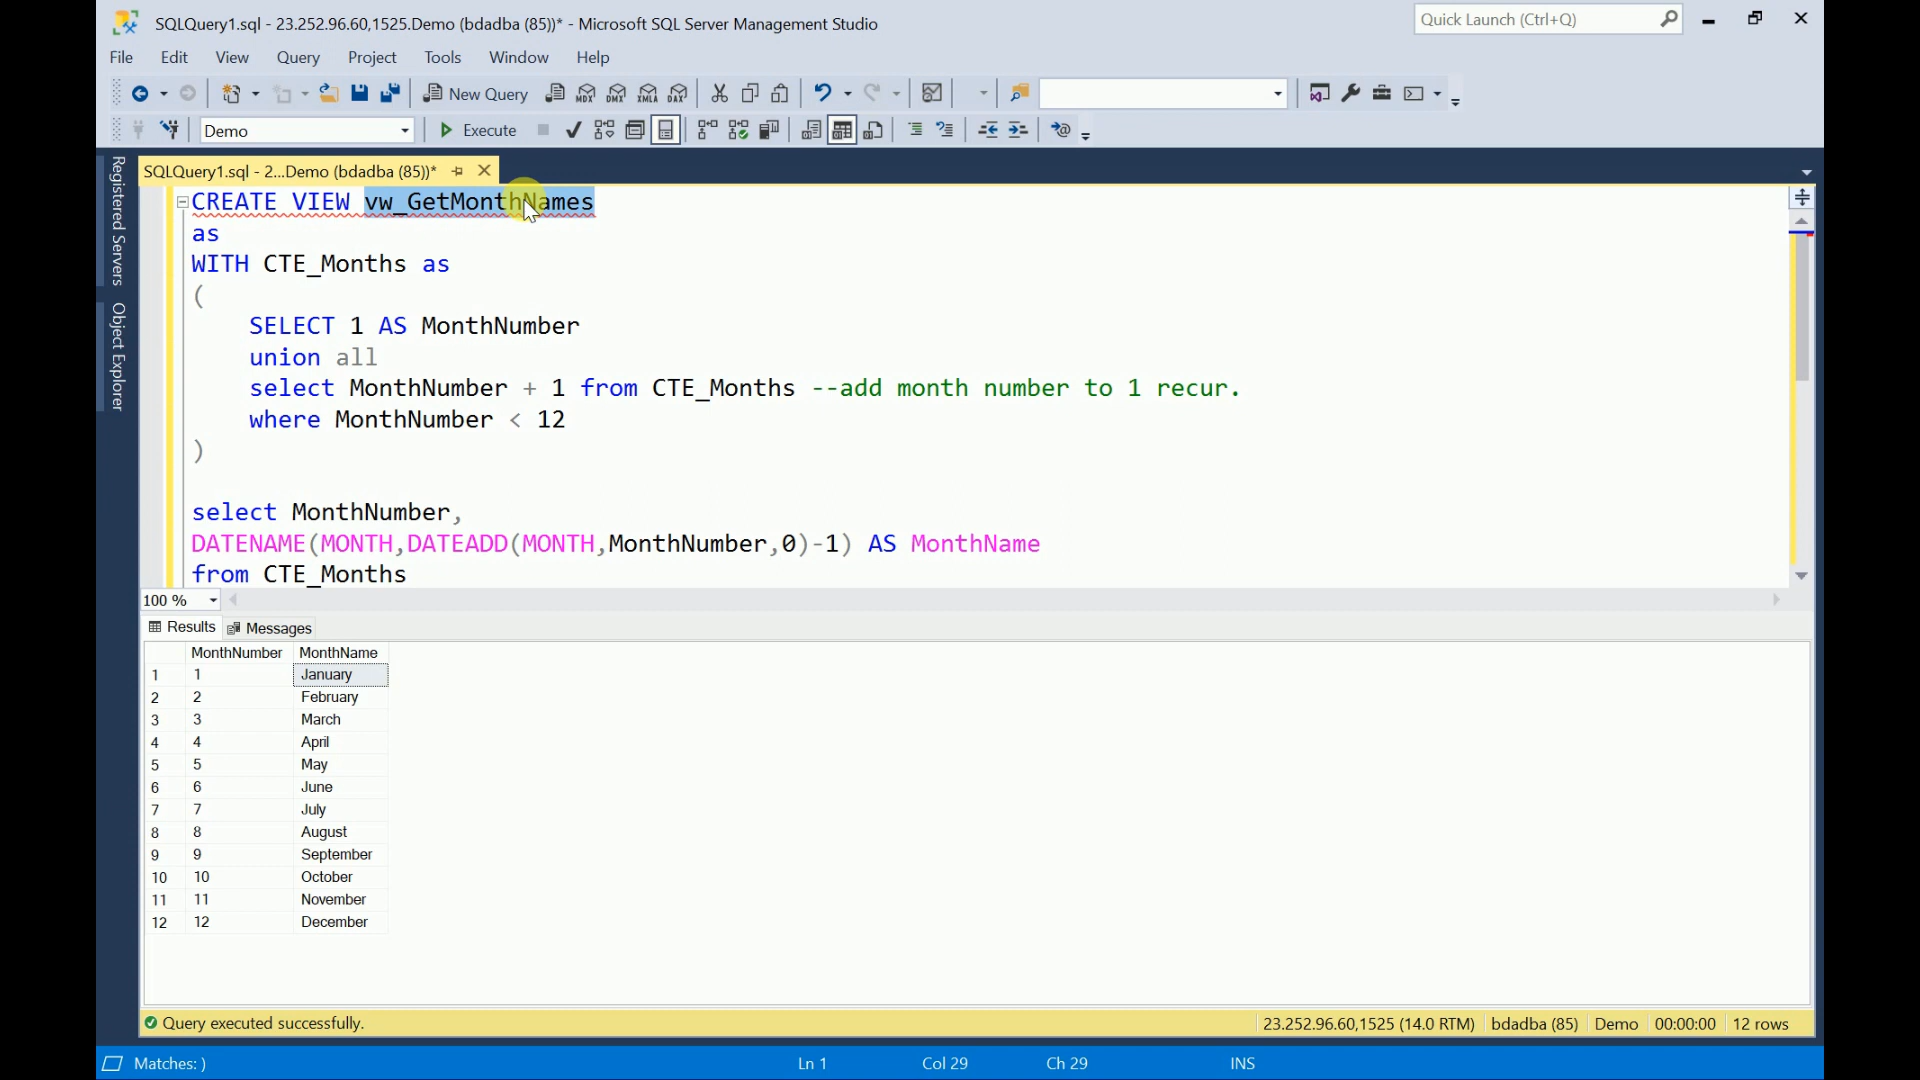 SQLQuery1.sql - 23.252.96.60,1525.Demo (bdadba (85))* - Microsoft SQL Server Management Studio
Quick Launch (Ctrl+Q)
File Edit View Query Project Tools Window Help
New Query
MDX DMX XMLA DAX
Demo
Execute
Registered Servers
Object Explorer
SQLQuery1.sql - 2...Demo (bdadba (85))*
CREATE VIEW vw_GetMonthNames
as
WITH CTE_Months as
(
SELECT 1 AS MonthNumber
union all
select MonthNumber + 1 from CTE_Months --add month number to 1 recur.
where MonthNumber < 12
)
select MonthNumber,
DATENAME(MONTH,DATEADD(MONTH,MonthNumber,0)-1) AS MonthName
from CTE_Months
100 %
Results Messages
MonthNumber MonthName
1 1 January
2 2 February
3 3 March
4 4 April
5 5 May
6 6 June
7 7 July
8 8 August
9 9 September
10 10 October
11 11 November
12 12 December
Query executed successfully.
23.252.96.60,1525 (14.0 RTM) bdadba (85) Demo 00:00:00 12 rows
Matches: ) Ln 1 Col 29 Ch 29 INS